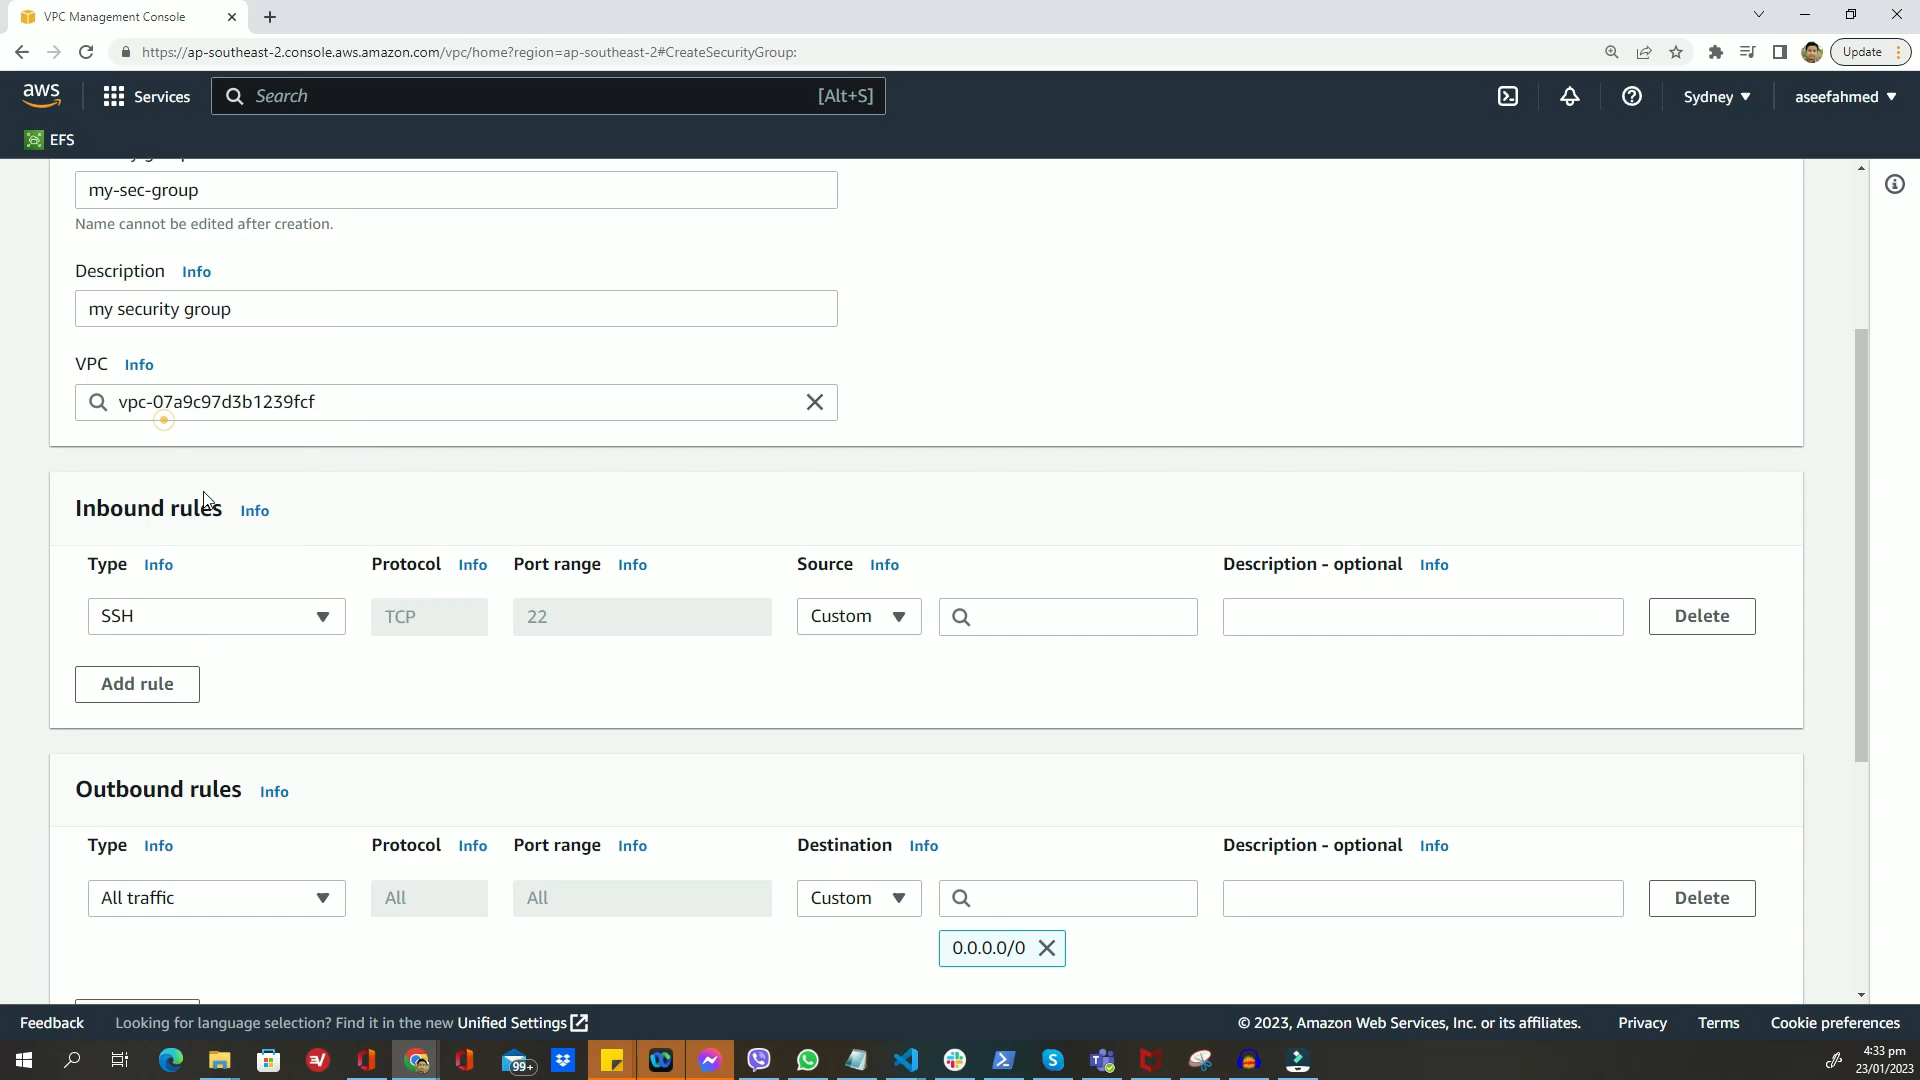 VPC Management Console
https://ap-southeast-2.console.aws.amazon.com/vpc/home?region=ap-southeast-2#CreateSecurityGroup:
Update
aws
Services
Search
[Alt+S]
Sydney
aseefahmed
EFS
my-sec-group
Name cannot be edited after creation.
Description Info
my security group
VPC Info
vpc-07a9c97d3b1239fcf
Inbound rules Info
Type Info Protocol Info Port range Info Source Info Description - optional Info
SSH TCP 22 Custom Delete
Add rule
Outbound rules Info
Type Info Protocol Info Port range Info Destination Info Description - optional Info
All traffic All All Custom Delete
0.0.0.0/0
Feedback Looking for language selection? Find it in the new Unified Settings © 2023, Amazon Web Services, Inc. or its affiliates. Privacy Terms Cookie preferences
99+
4:33 pm
23/01/2023